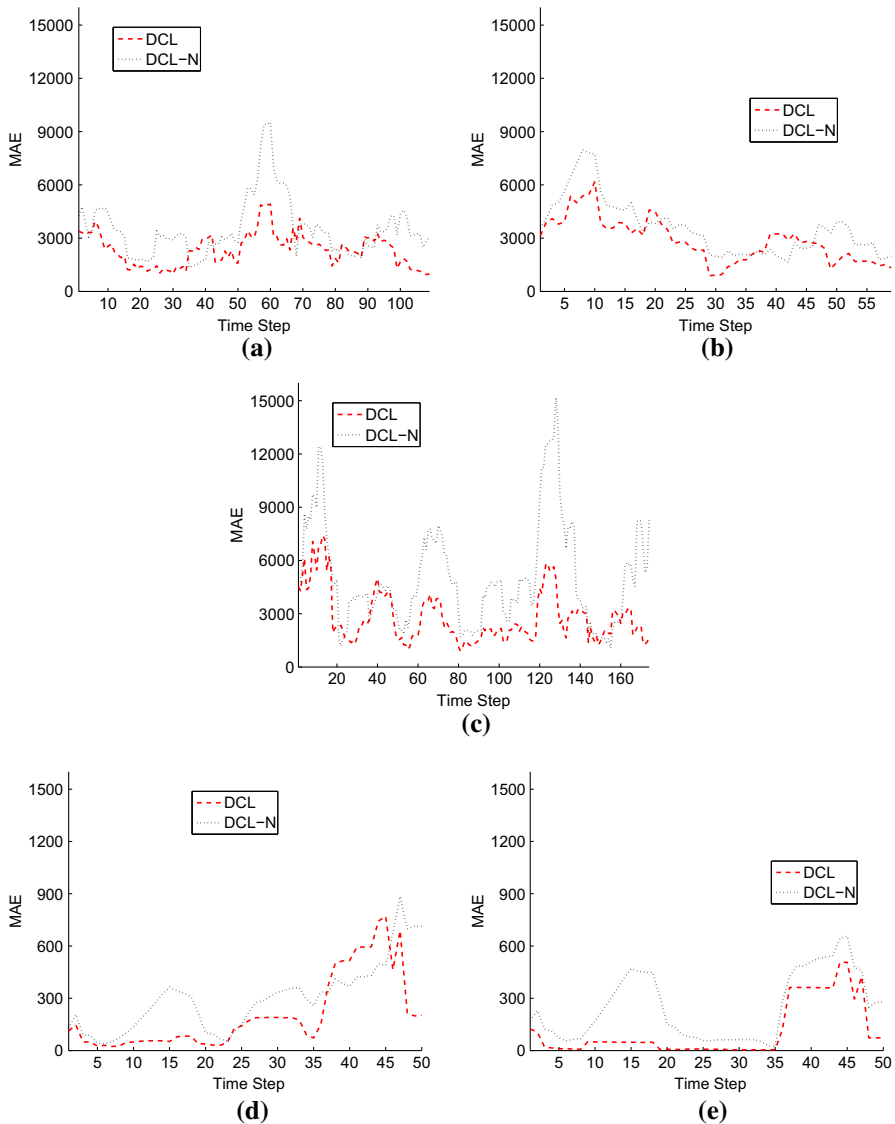 15000
12000
9000
6000
3000
0
MAE
DCL
DCL-N
10 20 30 40 50 60 70 80 90 100
Time Step
(a)
15000
12000
9000
6000
3000
0
MAE
DCL
DCL-N
5 10 15 20 25 30 35 40 45 50 55
Time Step
(b)
15000
12000
9000
6000
3000
0
MAE
DCL
DCL-N
20 40 60 80 100 120 140 160
Time Step
(c)
1500
1200
900
600
300
0
MAE
DCL
DCL-N
5 10 15 20 25 30 35 40 45 50
Time Step
(d)
1500
1200
900
600
300
0
MAE
DCL
DCL-N
5 10 15 20 25 30 35 40 45 50
Time Step
(e)